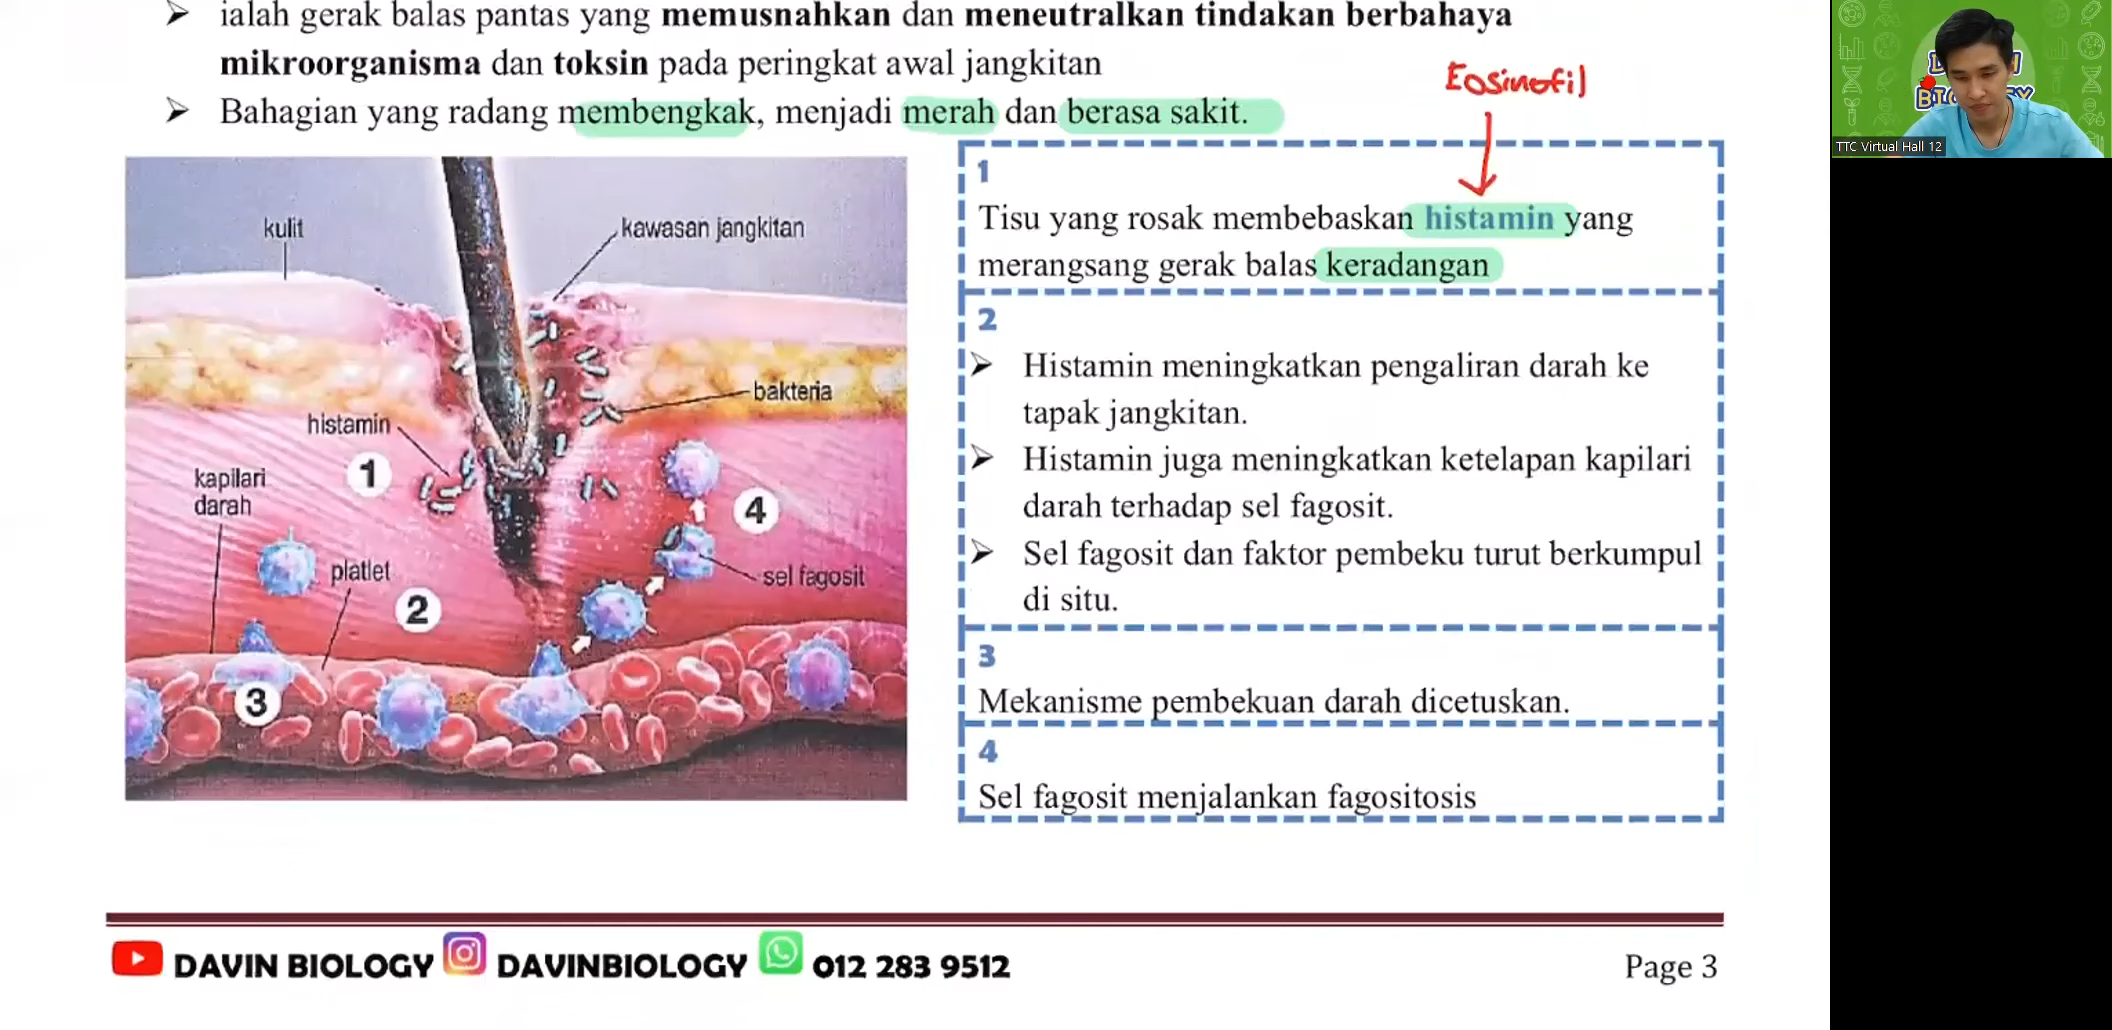 ialah gerak balas pantas yang memusnahkan dan meneutralkan tindakan berbahaya
mikroorganisma dan toksin pada peringkat awal jangkitan
Bahagian yang radang membengkak, menjadi merah dan berasa sakit.
Eosinofil
kulit
kawasan jangkitan
bakteria
histamin
1
kapilari
darah
4
platlet
sel fagosit
2
3
1
Tisu yang rosak membebaskan histamin yang
merangsang gerak balas keradangan
2
Histamin meningkatkan pengaliran darah ke
tapak jangkitan.
Histamin juga meningkatkan ketelapan kapilari
darah terhadap sel fagosit.
Sel fagosit dan faktor pembeku turut berkumpul
di situ.
3
Mekanisme pembekuan darah dicetuskan.
4
Sel fagosit menjalankan fagositosis
DAVIN BIOLOGY DAVINBIOLOGY 012 283 9512
Page 3
TTC Virtual Hall 12